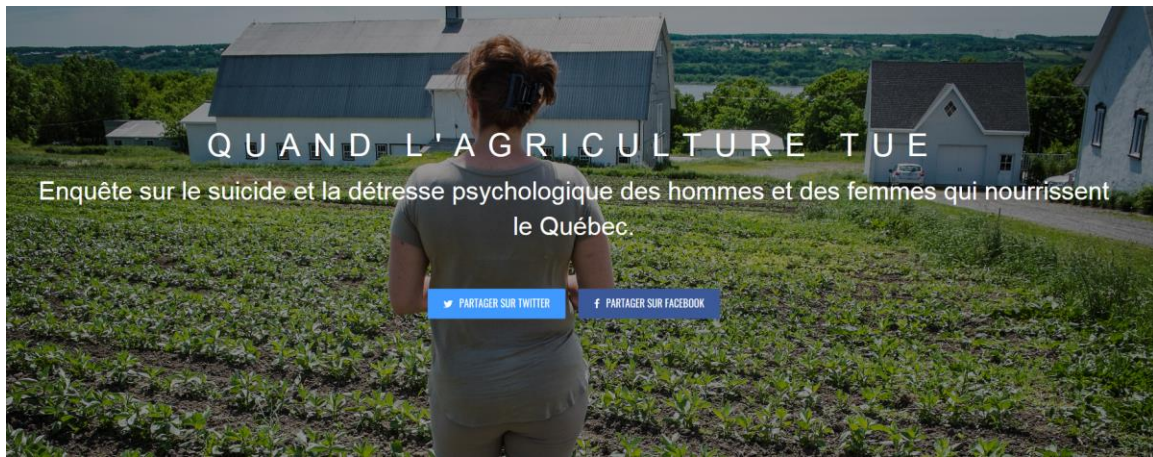 QUAND L'AGRICULTURE TUE
Enquête sur le suicide et la détresse psychologique des hommes et des femmes qui nourrissent
le Québec.
PARTAGER SUR TWITTER
PARTAGER SUR FACEBOOK